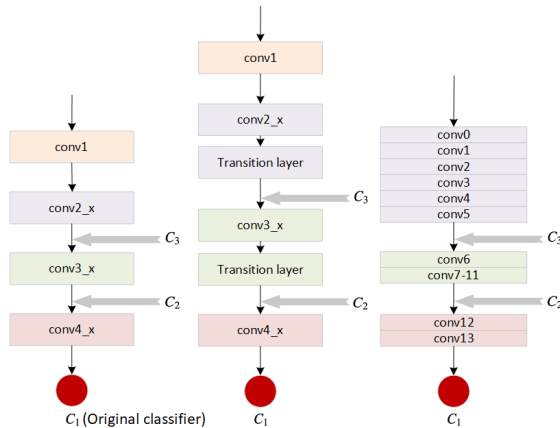 conv1
conv2_x
C3
conv3_x
C2
conv4_x
C1 (Original classifier)
conv1
conv2_x
Transition layer
C3
conv3_x
Transition layer
C2
conv4_x
C1
conv0
conv1
conv2
conv3
conv4
conv5
C3
conv6
conv7-11
C2
conv12
conv13
C1